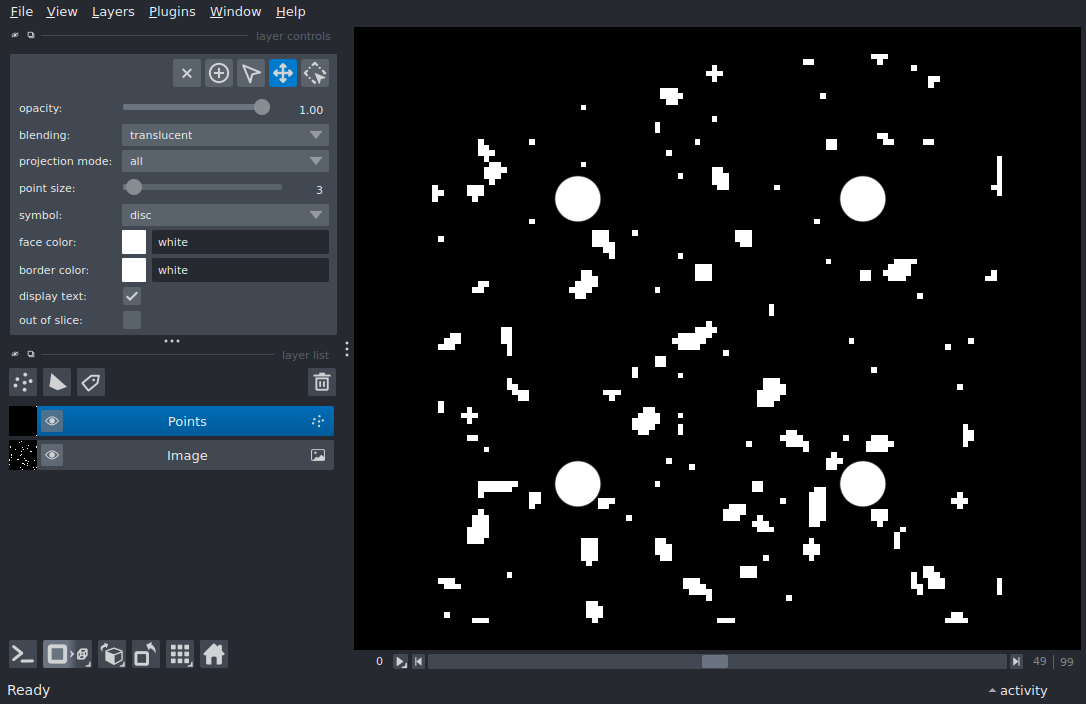 File View Layers Plugins Window Help
layer controls
opacity: 1.00
blending: translucent
projection mode: all
point size: 3
symbol: disc
face color: white
border color: white
display text:
out of slice:
layer list
Points
Image
0 49 99
Ready activity